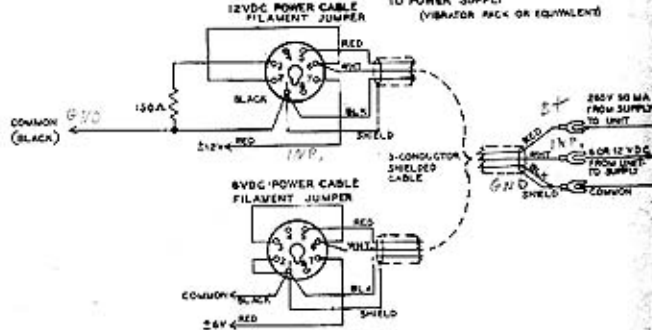 12VDC POWER CABLE
FILAMENT JUMPER
TO POWER SUPPLY
(VIBRATOR PACK OR EQUIVALENT)
RED
WHT
BLACK
BLK
SHIELD
150Ω
COMMON
(BLACK)
GND
RED
±12V
INP.
3-CONDUCTOR
SHIELDED
CABLE
B+
RED
WHT
BLK
SHIELD
GND
INP.
265V 50 MA
FROM SUPPLY
TO UNIT
6 OR 12 VDC
FROM UNIT
TO SUPPLY
COMMON
6VDC POWER CABLE
FILAMENT JUMPER
RED
WHT
BLK
SHIELD
COMMON
BLACK
±6V
RED